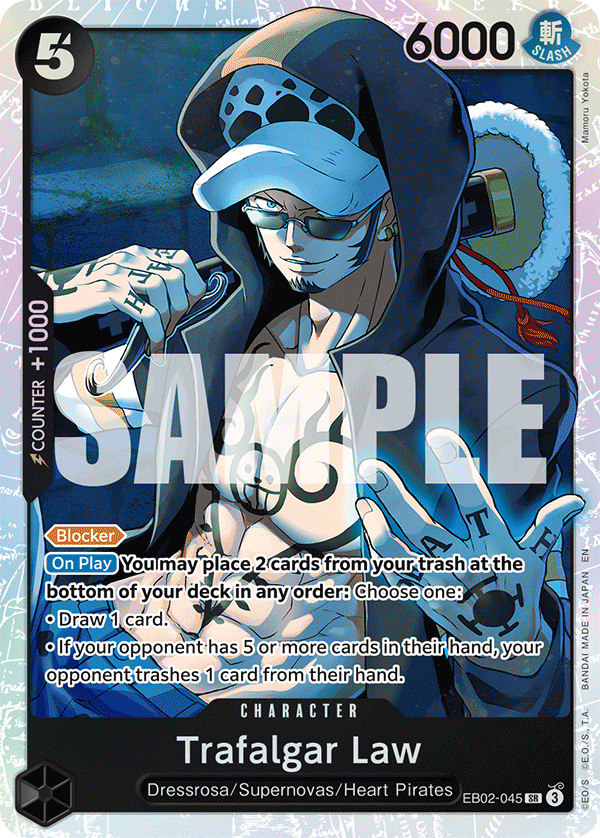 5
6000
斬
SLASH
Mamoru Yokota
COUNTER +1000
SAMPLE
DEATH
Blocker
On Play You may place 2 cards from your trash at the
bottom of your deck in any order: Choose one:
• Draw 1 card.
• If your opponent has 5 or more cards in their hand, your
opponent trashes 1 card from their hand.
CHARACTER
Trafalgar Law
Dressrosa/Supernovas/Heart Pirates
EB02-045 SR 3
©E.O./S, T.A. BANDAI MADE IN JAPAN EN
©E.O/S